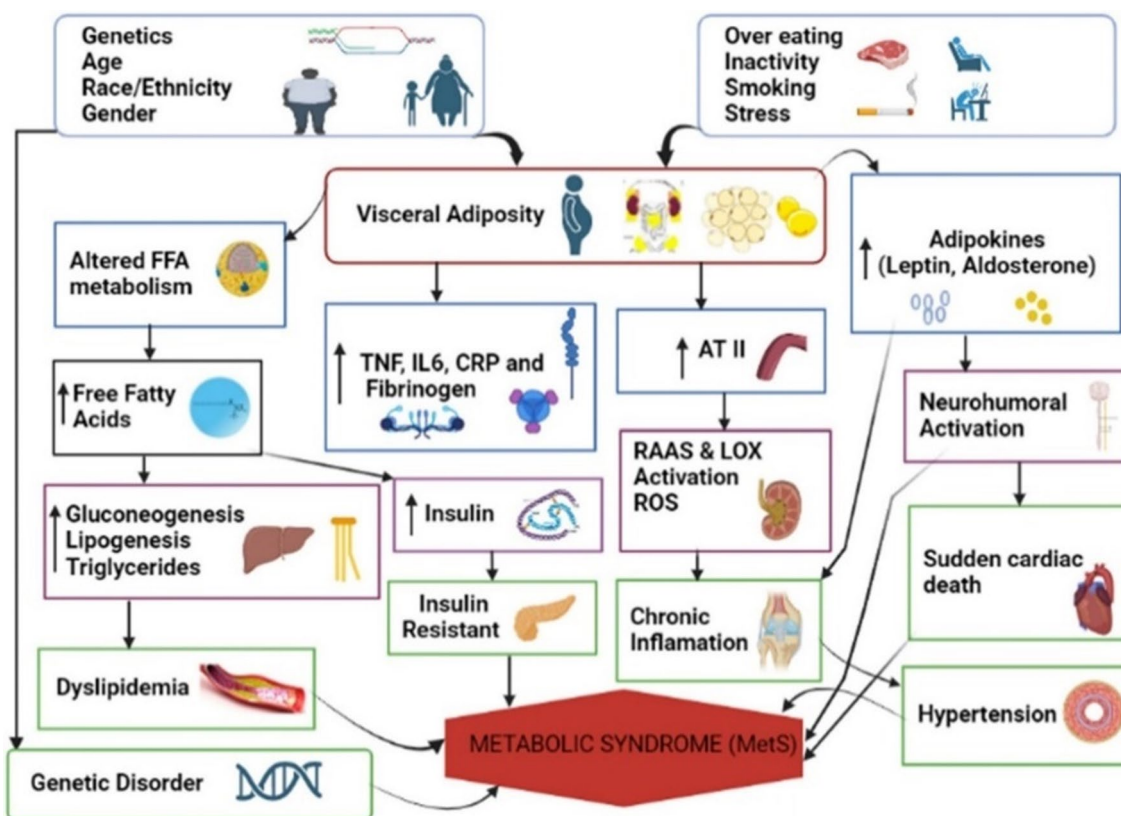 Genetics
Age
Race/Ethnicity
Gender
Over eating
Inactivity
Smoking
Stress
Visceral Adiposity
Altered FFA
metabolism
Adipokines
(Leptin, Aldosterone)
TNF, IL6, CRP and
Fibrinogen
AT II
Free Fatty
Acids
Neurohumoral
Activation
RAAS & LOX
Activation
ROS
Gluconeogenesis
Lipogenesis
Triglycerides
Insulin
Sudden cardiac
death
Insulin
Resistant
Chronic
Inflamation
Dyslipidemia
Hypertension
METABOLIC SYNDROME (MetS)
Genetic Disorder